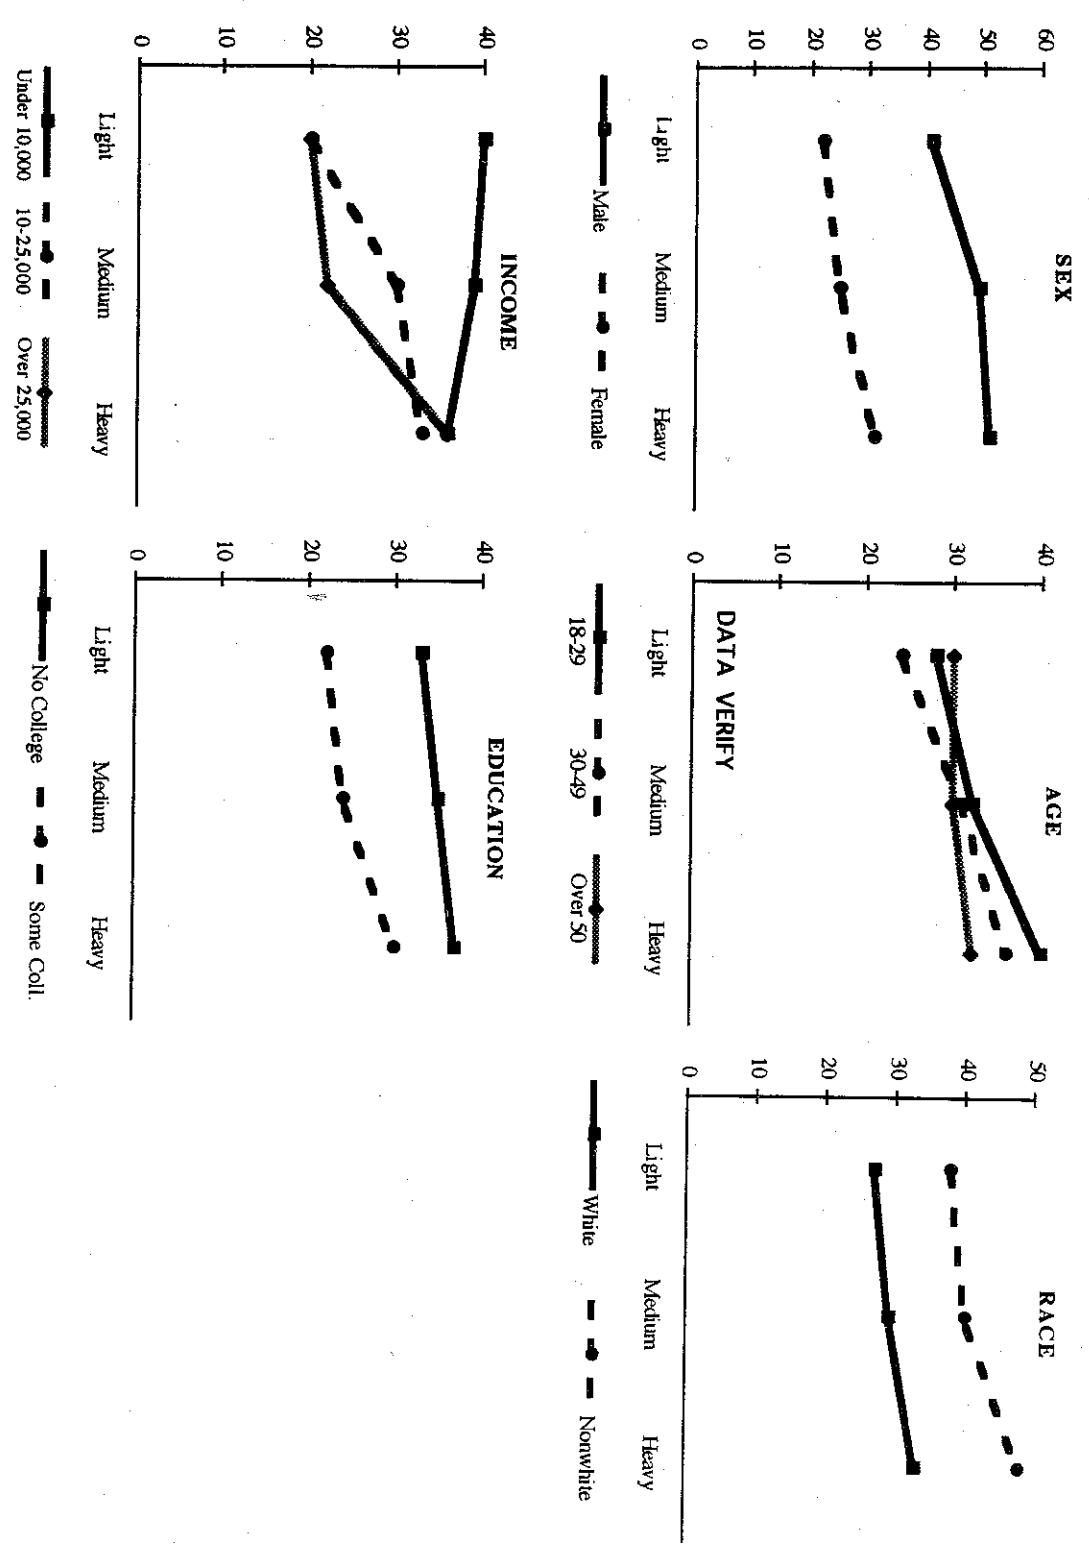 SEX
60
50
40
30
20
10
0
Light Medium Heavy
Male Female
AGE
40
30
20
10
0
DATA VERIFY
Light Medium Heavy
18-29 30-49 Over 50
RACE
50
40
30
20
10
0
Light Medium Heavy
White Nonwhite
INCOME
40
30
20
10
0
Light Medium Heavy
Under 10,000 10-25,000 Over 25,000
EDUCATION
40
30
20
10
0
Light Medium Heavy
No College Some Coll.